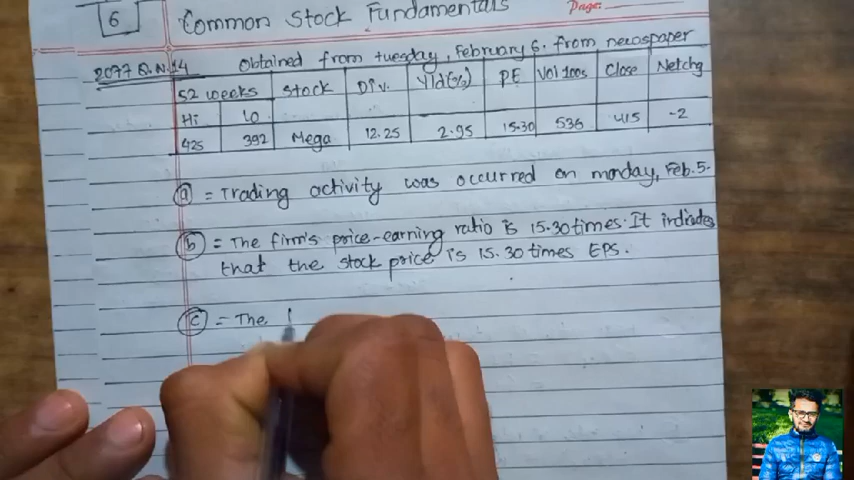 6 Common Stock Fundamentals
Page:
2077 Q.N.14 Obtained from tuesday, February 6. from newspaper
52 weeks Stock Div. Yld(%) PE Vol 100s Close Netchg
Hi Lo
425 392 Mega 12.25 2.95 15.30 536 415 -2
(a) = Trading activity was occurred on monday, Feb.5.
(b) = The firm's price-earning ratio is 15.30 times. It indicates
that the stock price is 15.30 times EPS.
(c) = The